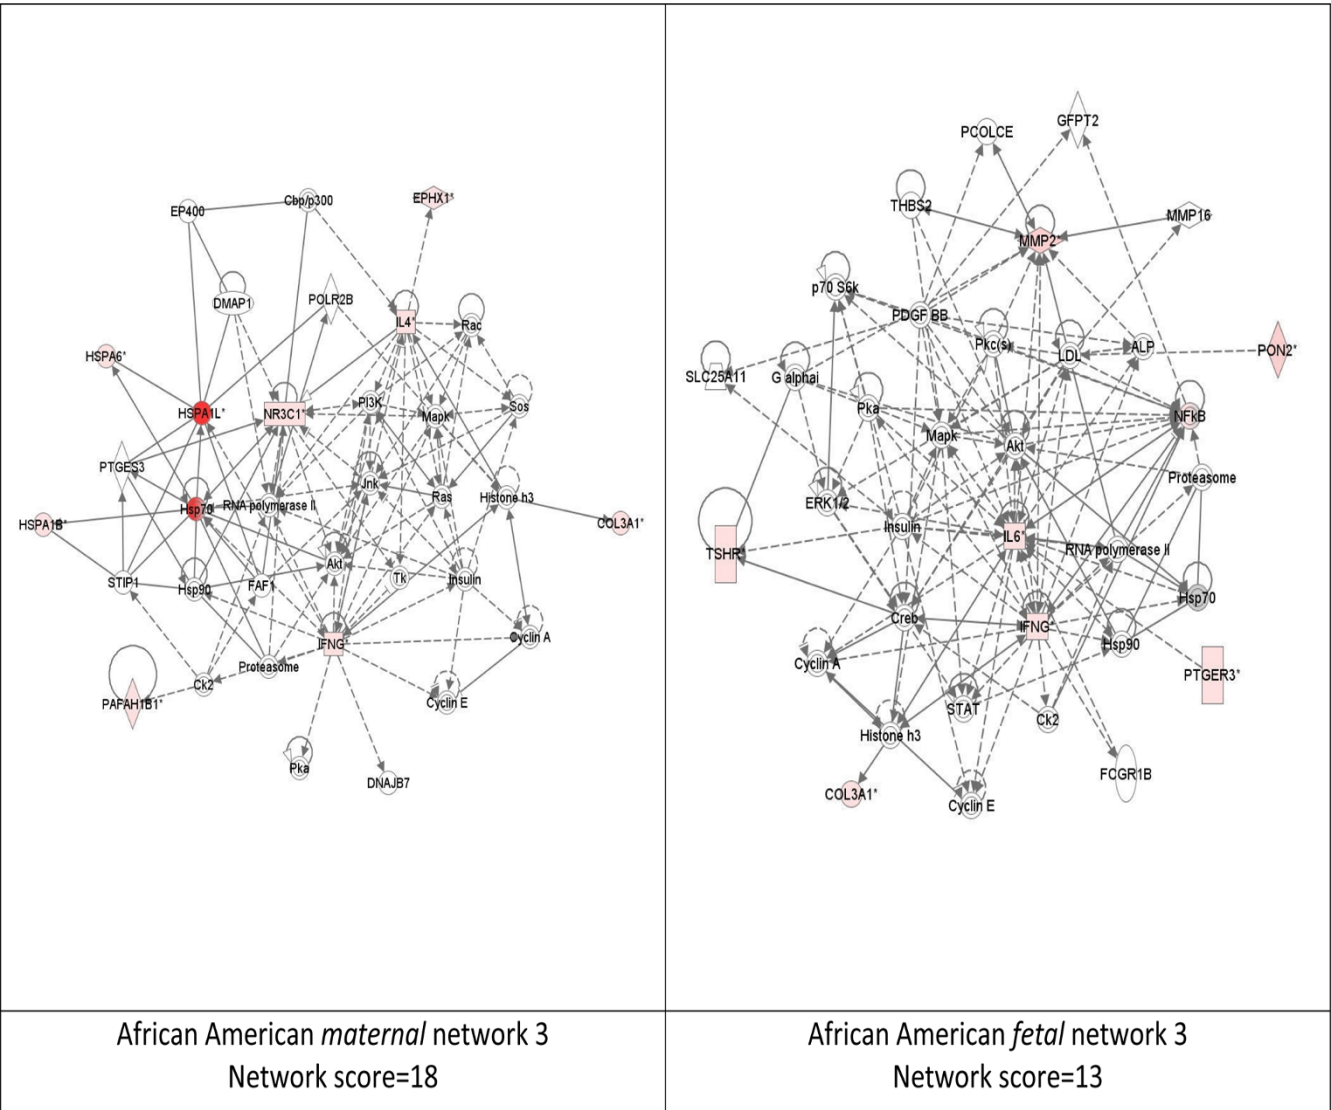 EP400
Cbp/p300
EPHX1*
DMAP1
POLR2B
IL4*
Rac
HSPA6*
HSPA1L*
NR3C1*
PI3K
Mapk
Sos
PTGES3
Jnk
Ras
Histone h3
HSPA1B*
Hsp70
RNA polymerase II
COL3A1*
STIP1
Hsp90
FAF1
Akt
Tk
Insulin
IFNG*
Cyclin A
Proteasome
PAFAH1B1*
Ck2
Cyclin E
Pka
DNAJB7
African American maternal network 3
Network score=18
PCOLCE
GFPT2
THBS2
MMP16
MMP2*
p70 S6k
PDGF BB
Pkc(s)
LDL
ALP
PON2*
SLC25A11
G alphai
Pka
NFkB
Mapk
Akt
Proteasome
ERK1/2
Insulin
IL6*
RNA polymerase II
TSHR*
Hsp70
Creb
IFNG*
Hsp90
Cyclin A
PTGER3*
STAT
Ck2
Histone h3
FCGR1B
COL3A1*
Cyclin E
African American fetal network 3
Network score=13